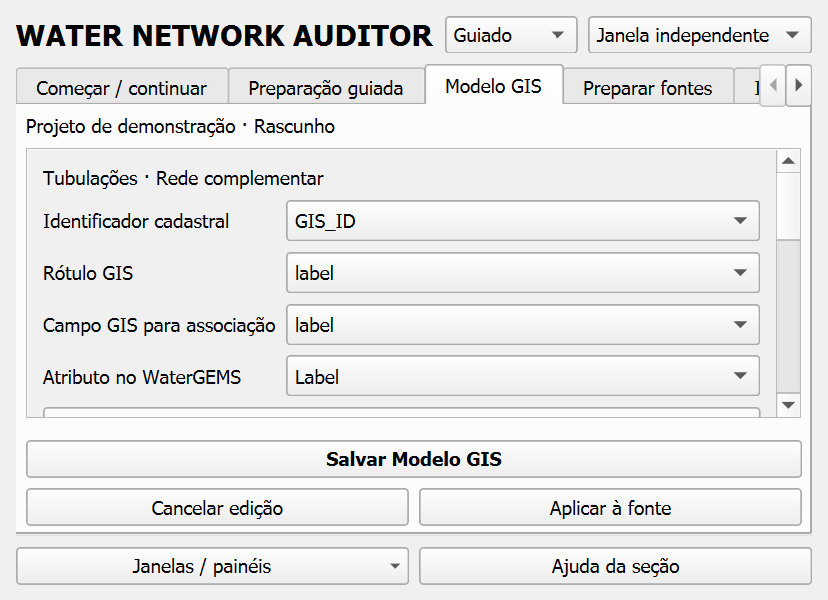 WATER NETWORK AUDITOR Guiado Janela independente
Começar / continuar Preparação guiada Modelo GIS Preparar fontes
Projeto de demonstração · Rascunho
Tubulações · Rede complementar
Identificador cadastral GIS_ID
Rótulo GIS label
Campo GIS para associação label
Atributo no WaterGEMS Label
Salvar Modelo GIS
Cancelar edição Aplicar à fonte
Janelas / painéis Ajuda da seção